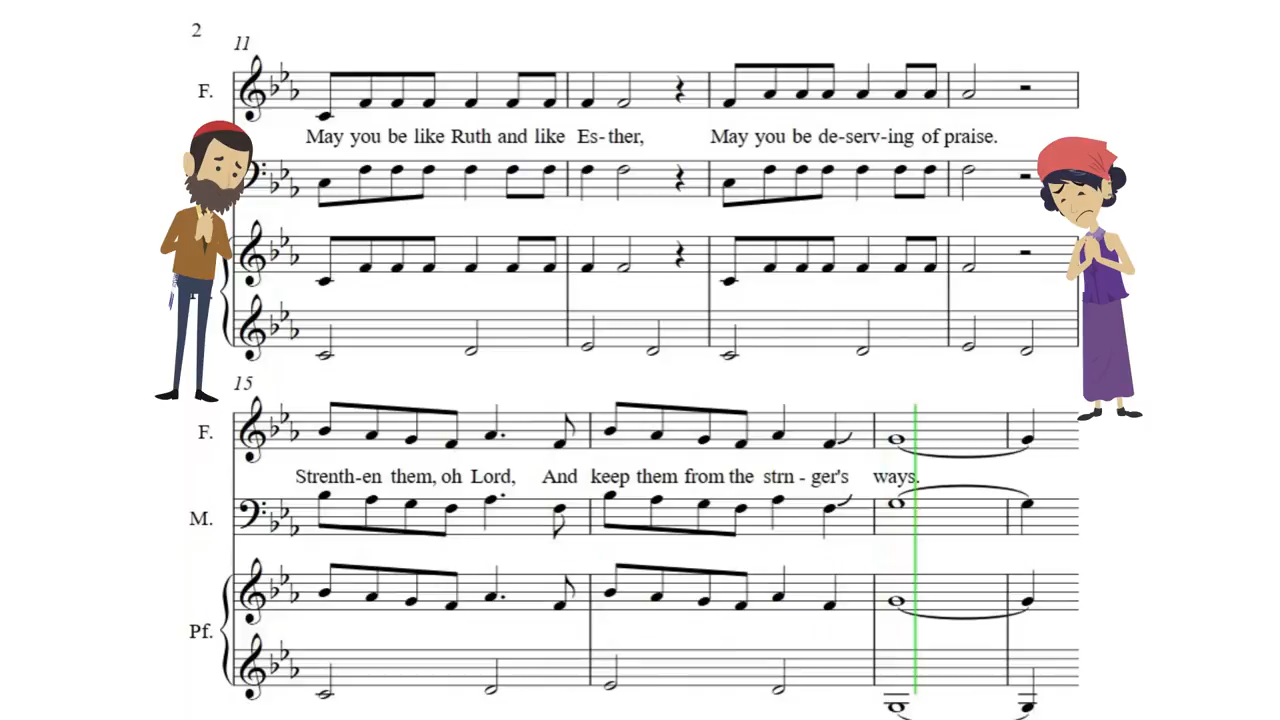 2
11
F.
May you be like Ruth and like Es-ther, May you be de-serv-ing of praise.
15
F.
Strenth-en them, oh Lord, And keep them from the strn - ger's ways.
M.
Pf.